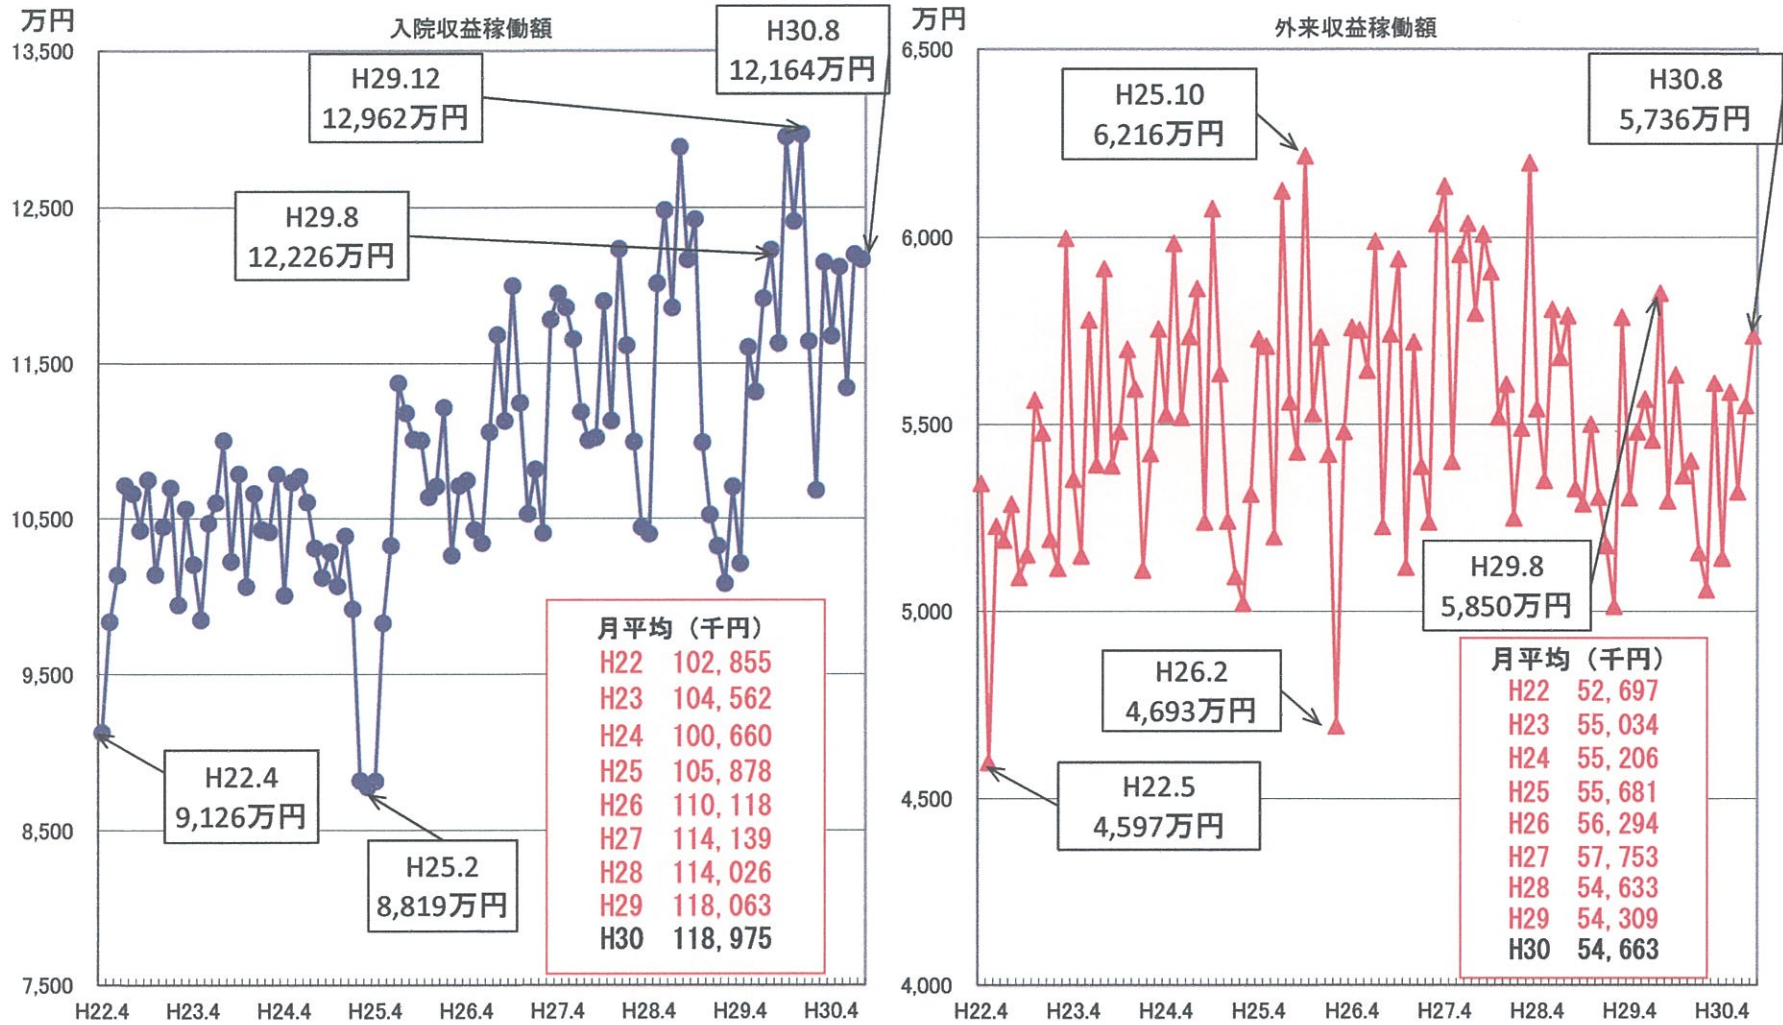 万円
入院収益稼働額
13,500
12,500
11,500
10,500
9,500
8,500
7,500
H30.8
12,164万円
H29.12
12,962万円
H29.8
12,226万円
H22.4
9,126万円
H25.2
8,819万円
月平均（千円）
H22 102,855
H23 104,562
H24 100,660
H25 105,878
H26 110,118
H27 114,139
H28 114,026
H29 118,063
H30 118,975
H22.4 H23.4 H24.4 H25.4 H26.4 H27.4 H28.4 H29.4 H30.4
万円
外来収益稼働額
6,500
6,000
5,500
5,000
4,500
4,000
H25.10
6,216万円
H30.8
5,736万円
H29.8
5,850万円
H26.2
4,693万円
H22.5
4,597万円
月平均（千円）
H22 52,697
H23 55,034
H24 55,206
H25 55,681
H26 56,294
H27 57,753
H28 54,633
H29 54,309
H30 54,663
H22.4 H23.4 H24.4 H25.4 H26.4 H27.4 H28.4 H29.4 H30.4